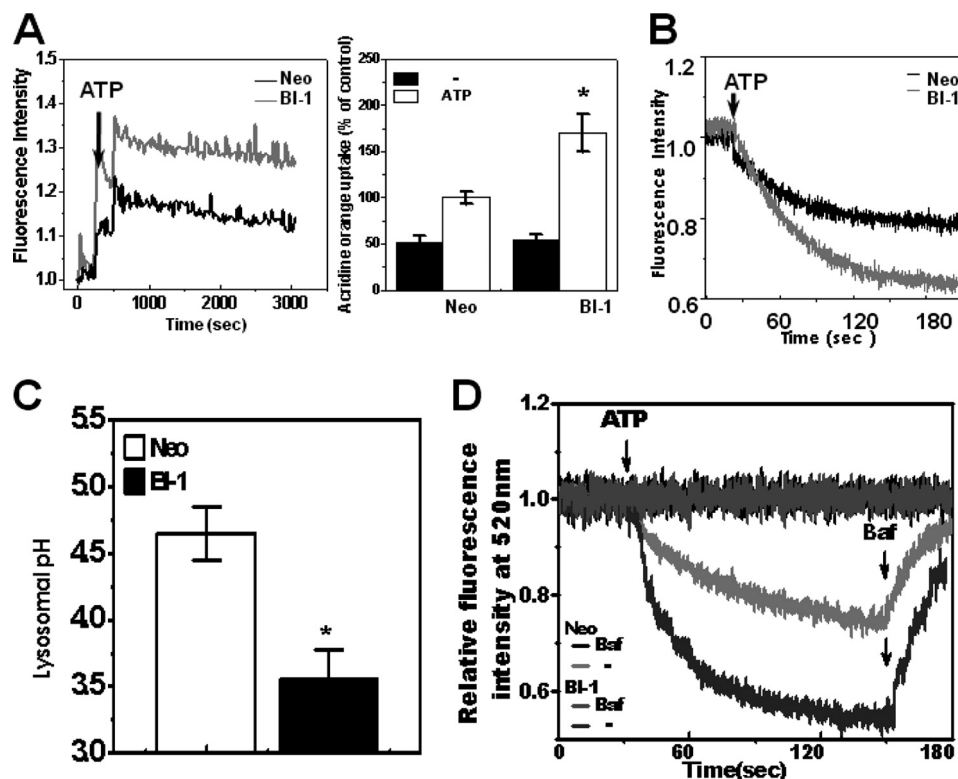 A
Fluorescence Intensity
1.5
1.4
1.3
1.2
1.1
1.0
ATP
Neo
BI-1
0 1000 2000 3000
Time (sec)
Acridine orange uptake (% of control)
250
200
150
100
50
0
-
ATP
*
Neo BI-1
B
Fluorescence Intensity
1.2
1.0
0.8
0.6
ATP
Neo
BI-1
0 60 120 180
Time (sec)
C
Lysosomal pH
5.5
5.0
4.5
4.0
3.5
3.0
Neo
BI-1
*
D
Relative fluorescence
intensity at 520nm
1.2
1.0
0.8
0.6
ATP
Baf
Neo
Baf
-
BI-1
Baf
-
0 60 120 180
Time(sec)